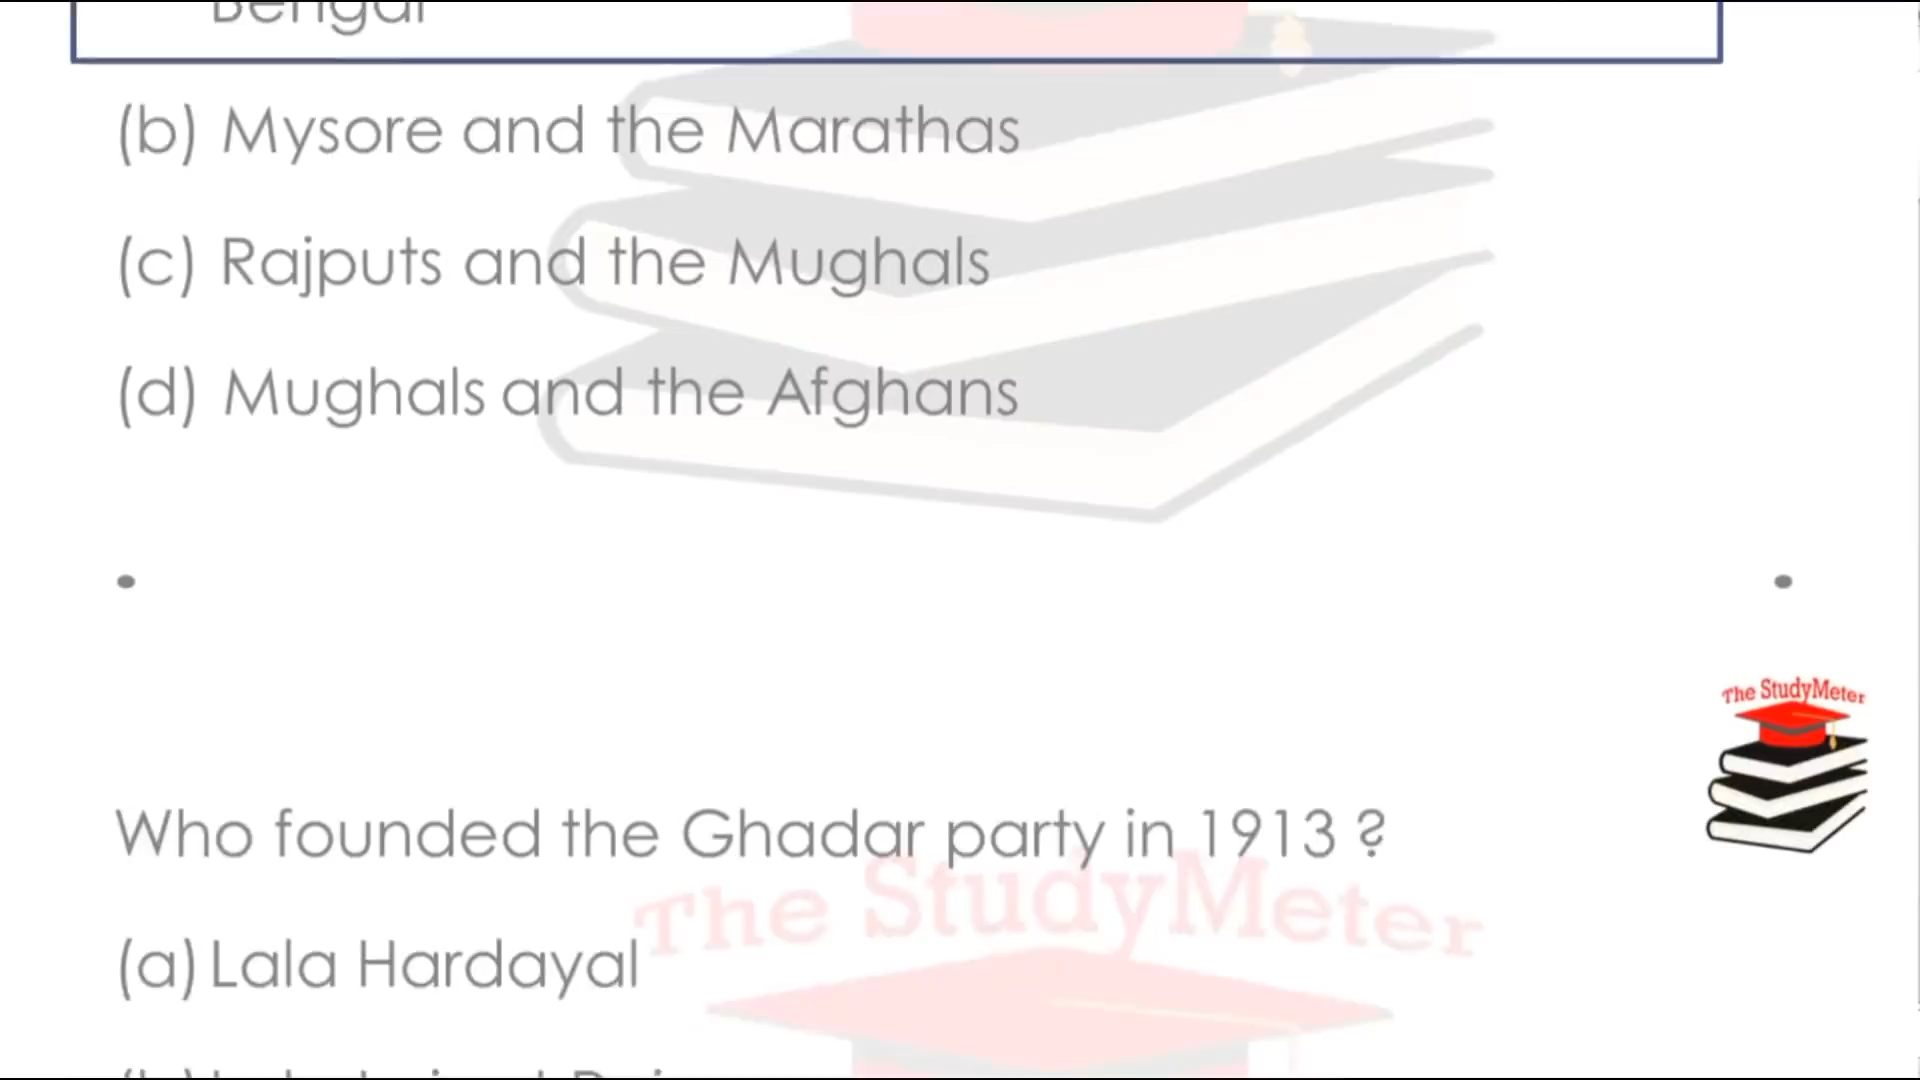 Bengal
(b) Mysore and the Marathas
(c) Rajputs and the Mughals
(d) Mughals and the Afghans
•
•
The StudyMeter
Who founded the Ghadar party in 1913 ?
The StudyMeter
(a) Lala Hardayal